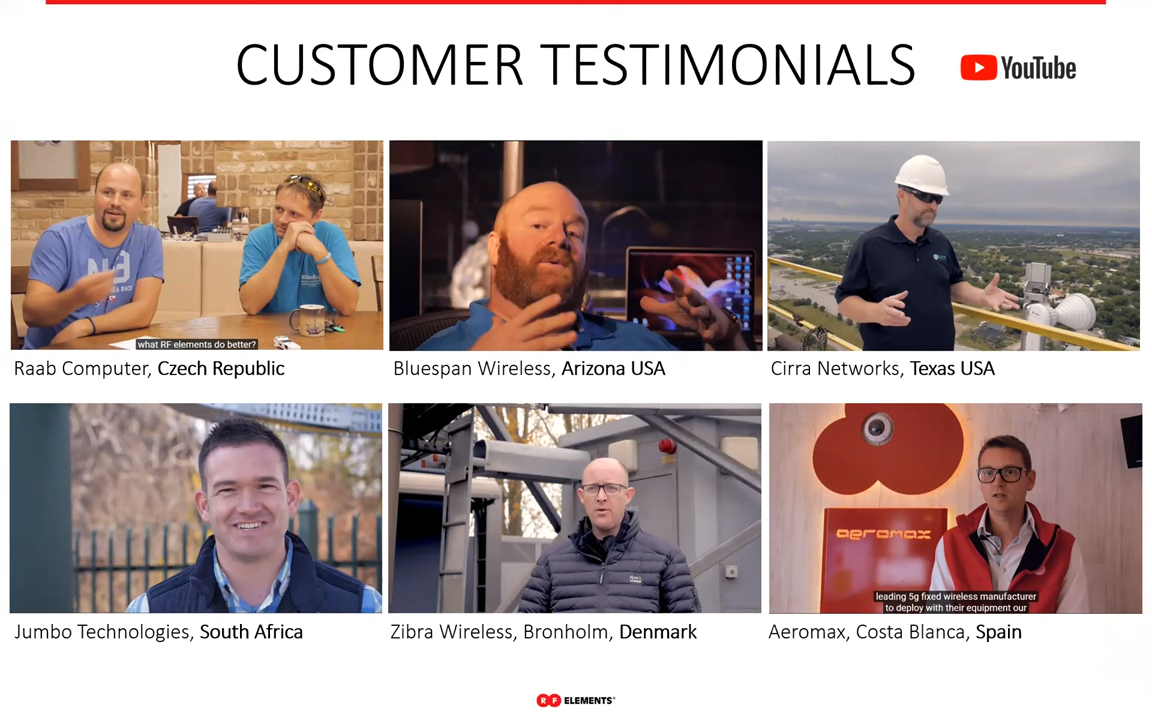 CUSTOMER TESTIMONIALS
YouTube
what RF elements do better?
Raab Computer, Czech Republic
Bluespan Wireless, Arizona USA
Cirra Networks, Texas USA
aeromax
leading 5g fixed wireless manufacturer
to deploy with their equipment our
Jumbo Technologies, South Africa
Zibra Wireless, Bronholm, Denmark
Aeromax, Costa Blanca, Spain
RF ELEMENTS